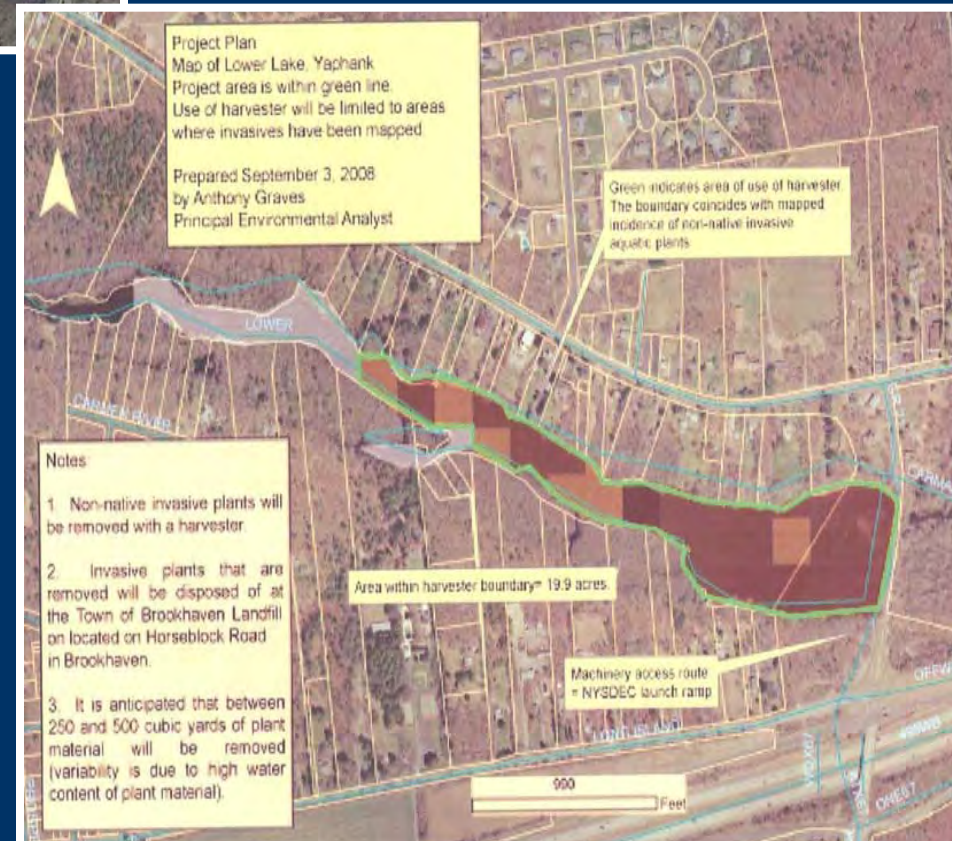 Project Plan
Map of Lower Lake, Yaphank
Project area is within green line.
Use of harvester will be limited to areas
where invasives have been mapped
Prepared September 3, 2008
by Anthony Graves
Principal Environmental Analyst
Green indicates area of use of harvester.
The boundary coincides with mapped
incidence of non-native invasive
aquatic plants
LOWER
Notes
1. Non-native invasive plants will
be removed with a harvester.
2. Invasive plants that are
removed will be disposed of at
the Town of Brookhaven Landfill
on located on Horseblock Road
in Brookhaven.
3. It is anticipated that between
250 and 500 cubic yards of plant
material will be removed
(variability is due to high water
content of plant material).
Area within harvester boundary= 19.9 acres.
Machinery access route
= NYSDEC launch ramp
LONG ISLAND
990
Feet